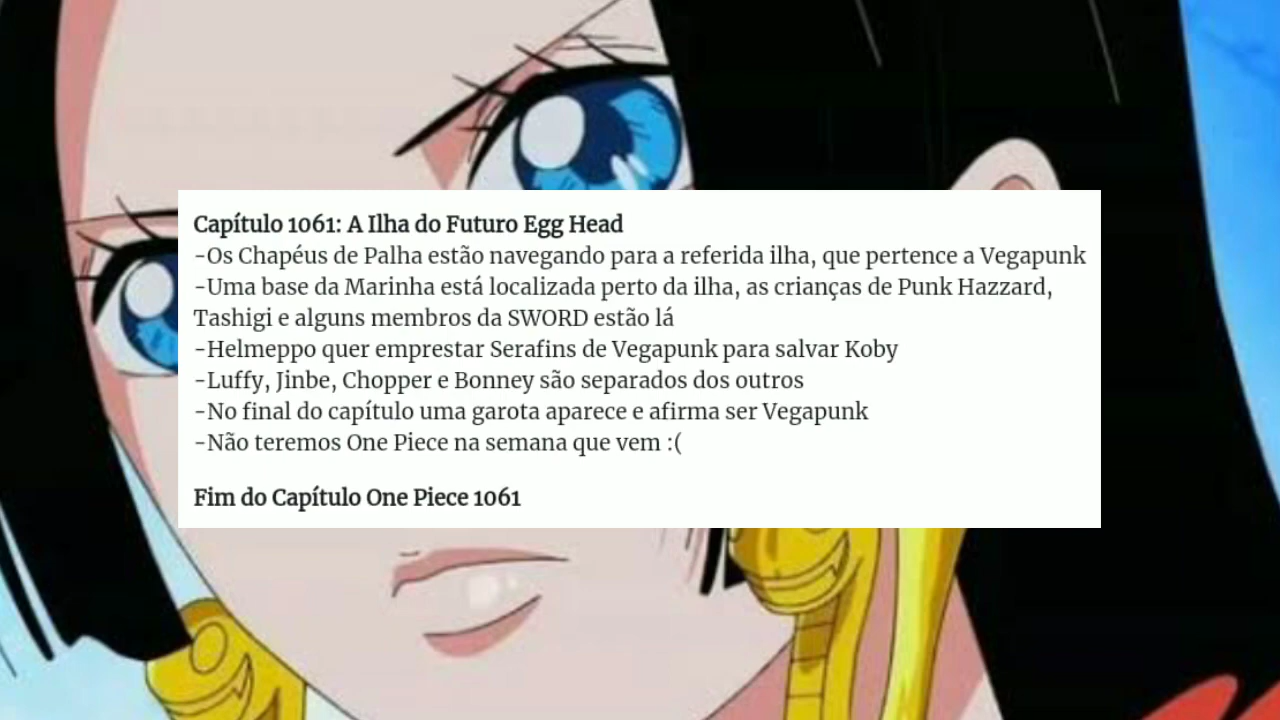 Capítulo 1061: A Ilha do Futuro Egg Head
-Os Chapéus de Palha estão navegando para a referida ilha, que pertence a Vegapunk
-Uma base da Marinha está localizada perto da ilha, as crianças de Punk Hazzard,
Tashigi e alguns membros da SWORD estão lá
-Helmeppo quer emprestar Serafins de Vegapunk para salvar Koby
-Luffy, Jinbe, Chopper e Bonney são separados dos outros
-No final do capítulo uma garota aparece e afirma ser Vegapunk
-Não teremos One Piece na semana que vem :(
Fim do Capítulo One Piece 1061